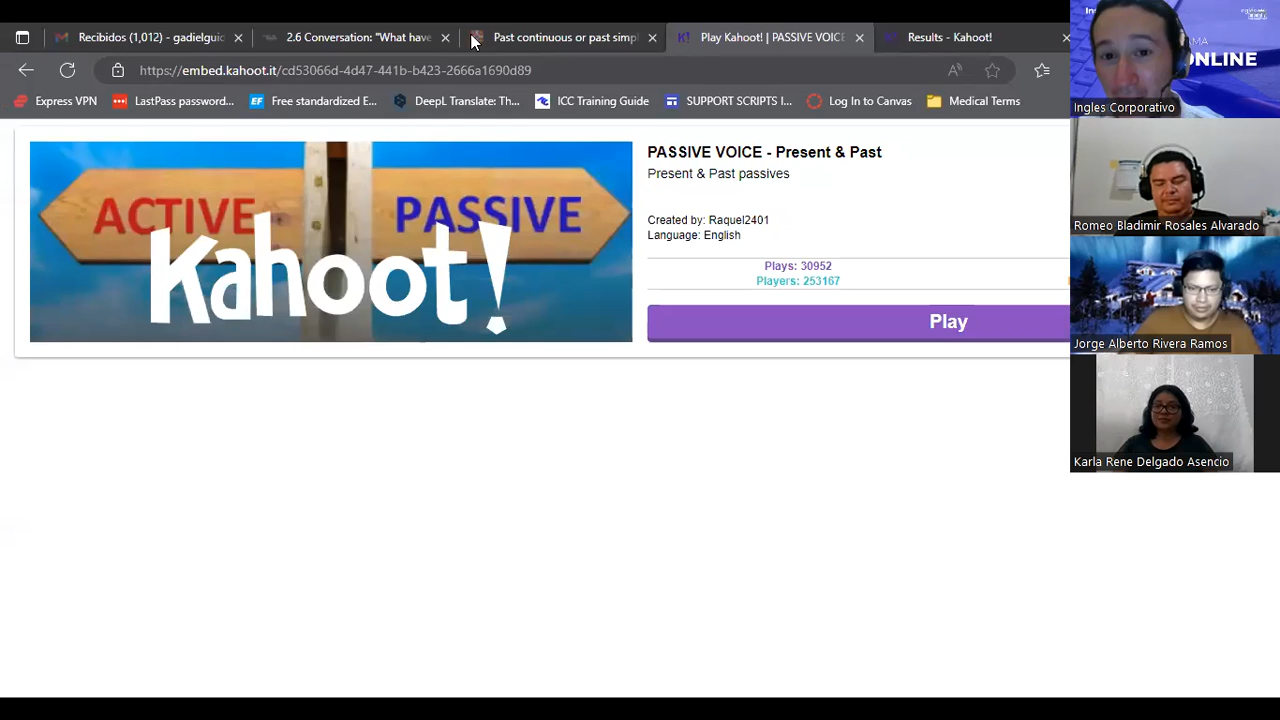 Recibidos (1,012) - gadielguic
2.6 Conversation: "What have
Past continuous or past simpl
Play Kahoot! | PASSIVE VOICE
Results - Kahoot!
https://embed.kahoot.it/cd53066d-4d47-441b-b423-2666a1690d89
Express VPN
LastPass password...
Free standardized E...
DeepL Translate: Th...
ICC Training Guide
SUPPORT SCRIPTS I...
Log In to Canvas
Medical Terms
ACTIVE
PASSIVE
Kahoot!
PASSIVE VOICE - Present & Past
Present & Past passives
Created by: Raquel2401
Language: English
Plays: 30952
Players: 253167
Play
ONLINE
Ingles Corporativo
Romeo Bladimir Rosales Alvarado
Jorge Alberto Rivera Ramos
Karla Rene Delgado Asencio